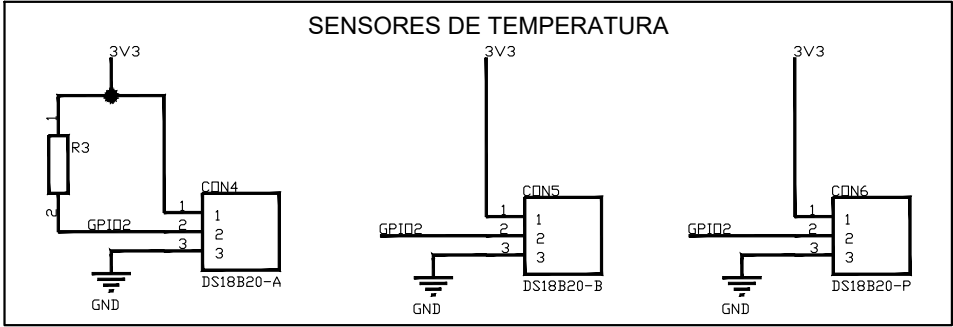 SENSORES DE TEMPERATURA
3V3
1
R3
2
GPIO2
CON4
1 1
2 2
3 3
DS18B20-A
GND
3V3
CON5
1 1
GPIO2
2 2
3 3
DS18B20-B
GND
3V3
CON6
1 1
GPIO2
2 2
3 3
DS18B20-P
GND